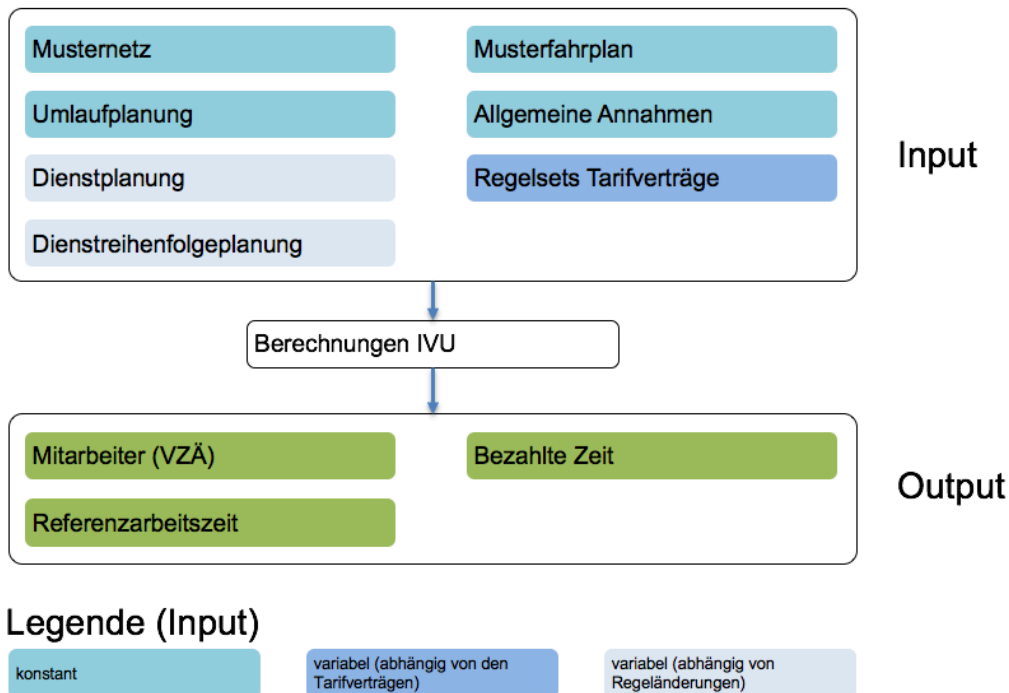 Musternetz
Musterfahrplan
Umlaufplanung
Allgemeine Annahmen
Dienstplanung
Regelsets Tarifverträge
Dienstreihenfolgeplanung
Input
Berechnungen IVU
Mitarbeiter (VZÄ)
Bezahlte Zeit
Referenzarbeitszeit
Output
Legende (Input)
konstant
variabel (abhängig von den
Tarifverträgen)
variabel (abhängig von
Regeländerungen)